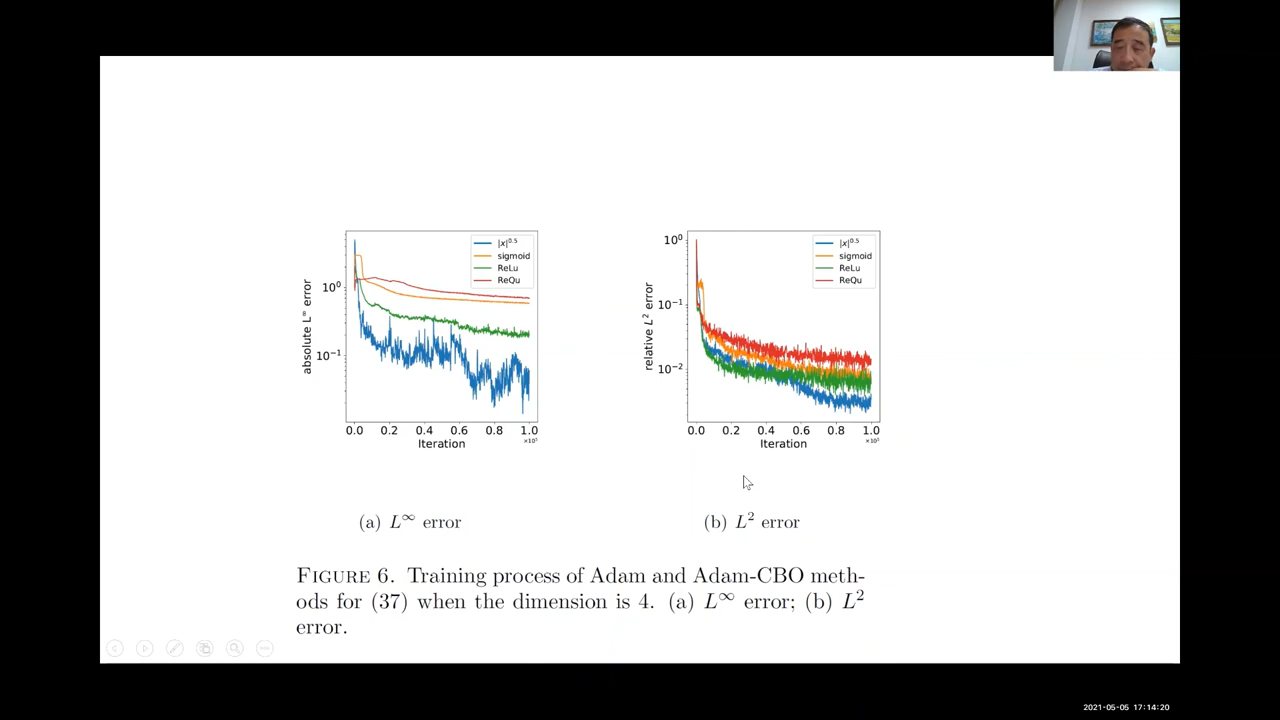 |x|^0.5
sigmoid
ReLu
ReQu
absolute L^∞ error
10^0
10^−1
0.0 0.2 0.4 0.6 0.8 1.0
Iteration
×10^5
|x|^0.5
sigmoid
ReLu
ReQu
relative L^2 error
10^0
10^−1
10^−2
0.0 0.2 0.4 0.6 0.8 1.0
Iteration
×10^5
(a) L^∞ error
(b) L^2 error
FIGURE 6. Training process of Adam and Adam-CBO meth-
ods for (37) when the dimension is 4. (a) L^∞ error; (b) L^2
error.
2021-05-05 17:14:20